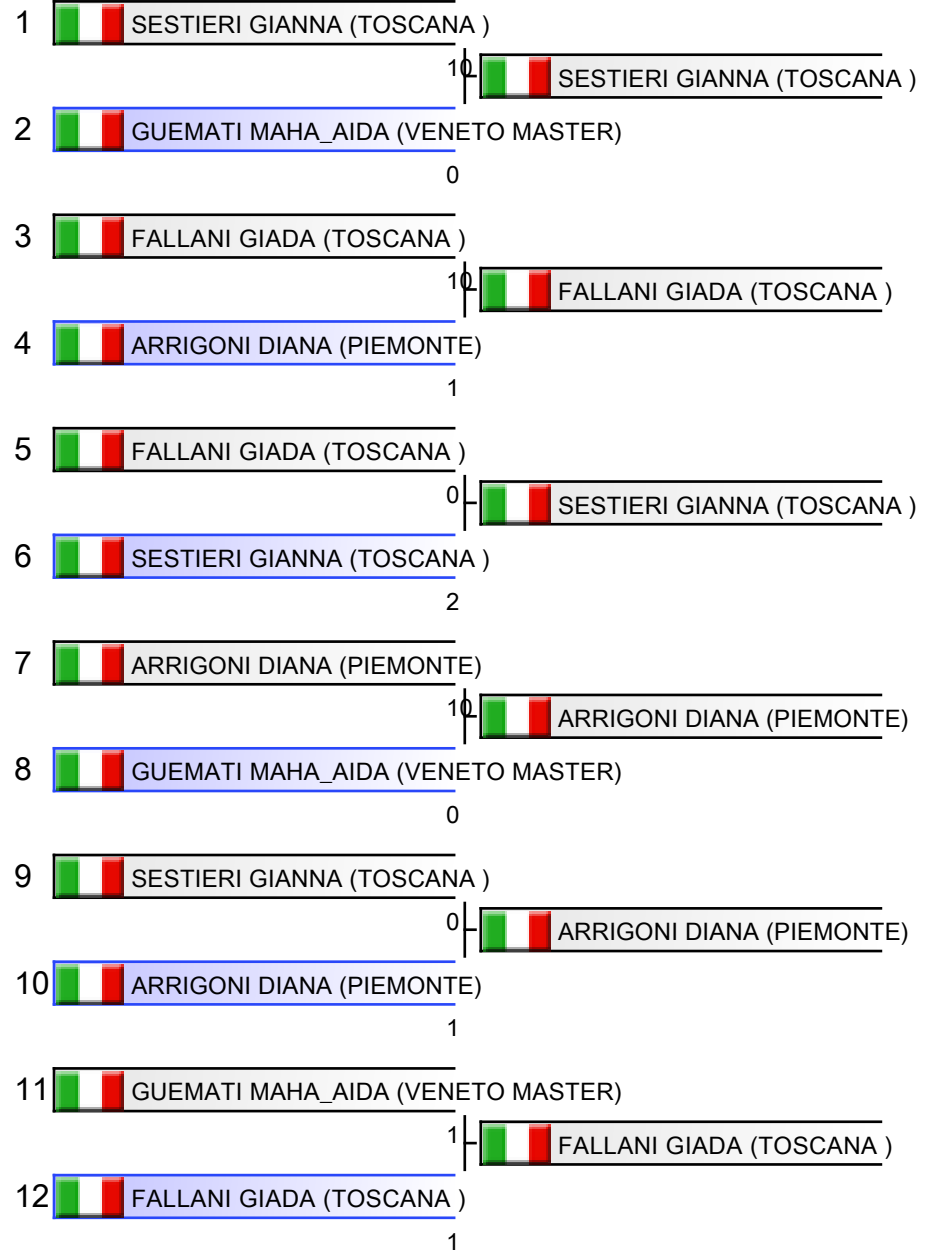 1 SESTIERI GIANNA (TOSCANA )
10 SESTIERI GIANNA (TOSCANA )
2 GUEMATI MAHA_AIDA (VENETO MASTER)
0
3 FALLANI GIADA (TOSCANA )
10 FALLANI GIADA (TOSCANA )
4 ARRIGONI DIANA (PIEMONTE)
1
5 FALLANI GIADA (TOSCANA )
0 SESTIERI GIANNA (TOSCANA )
6 SESTIERI GIANNA (TOSCANA )
2
7 ARRIGONI DIANA (PIEMONTE)
10 ARRIGONI DIANA (PIEMONTE)
8 GUEMATI MAHA_AIDA (VENETO MASTER)
0
9 SESTIERI GIANNA (TOSCANA )
0 ARRIGONI DIANA (PIEMONTE)
10 ARRIGONI DIANA (PIEMONTE)
1
11 GUEMATI MAHA_AIDA (VENETO MASTER)
1 FALLANI GIADA (TOSCANA )
12 FALLANI GIADA (TOSCANA )
1